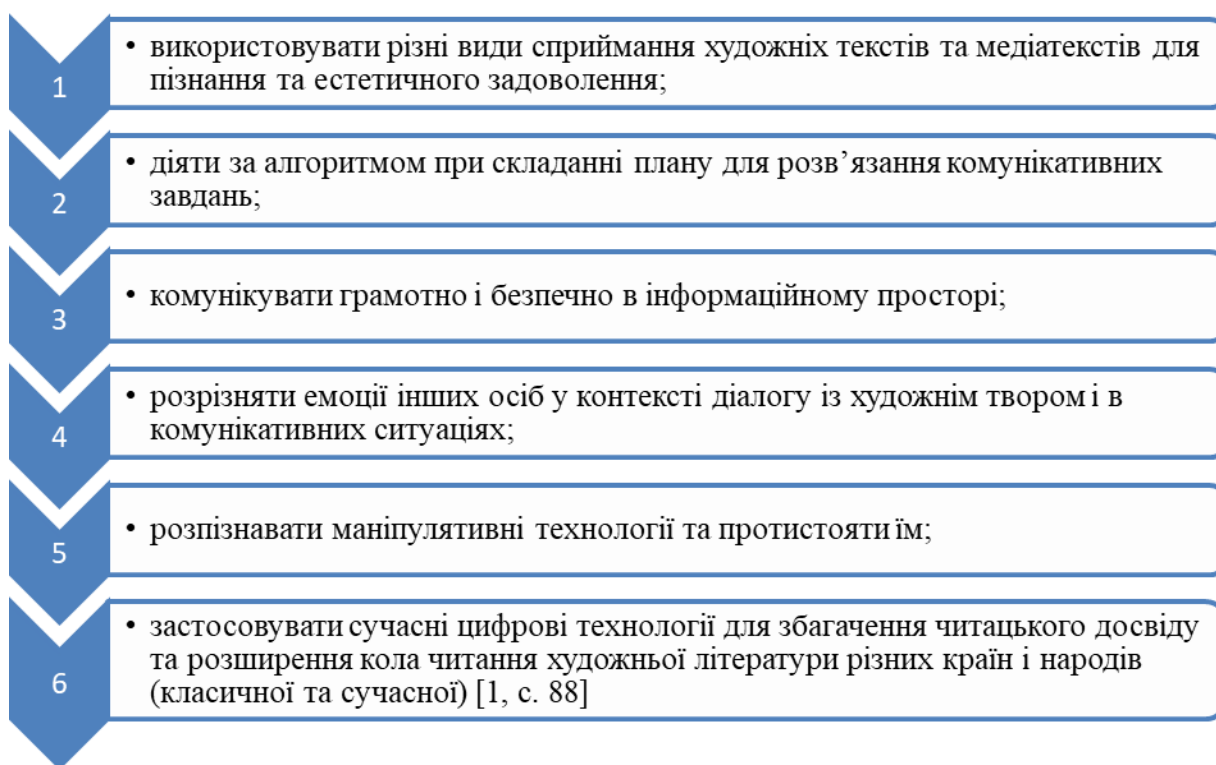 1
• використовувати різні види сприймання художніх текстів та медіатекстів для
пізнання та естетичного задоволення;
2
• діяти за алгоритмом при складанні плану для розв’язання комунікативних
завдань;
3
• комунікувати грамотно і безпечно в інформаційному просторі;
4
• розрізняти емоції інших осіб у контексті діалогу із художнім твором і в
комунікативних ситуаціях;
5
• розпізнавати маніпулятивні технології та протистояти їм;
6
• застосовувати сучасні цифрові технології для збагачення читацького досвіду
та розширення кола читання художньої літератури різних країн і народів
(класичної та сучасної) [1, с. 88]